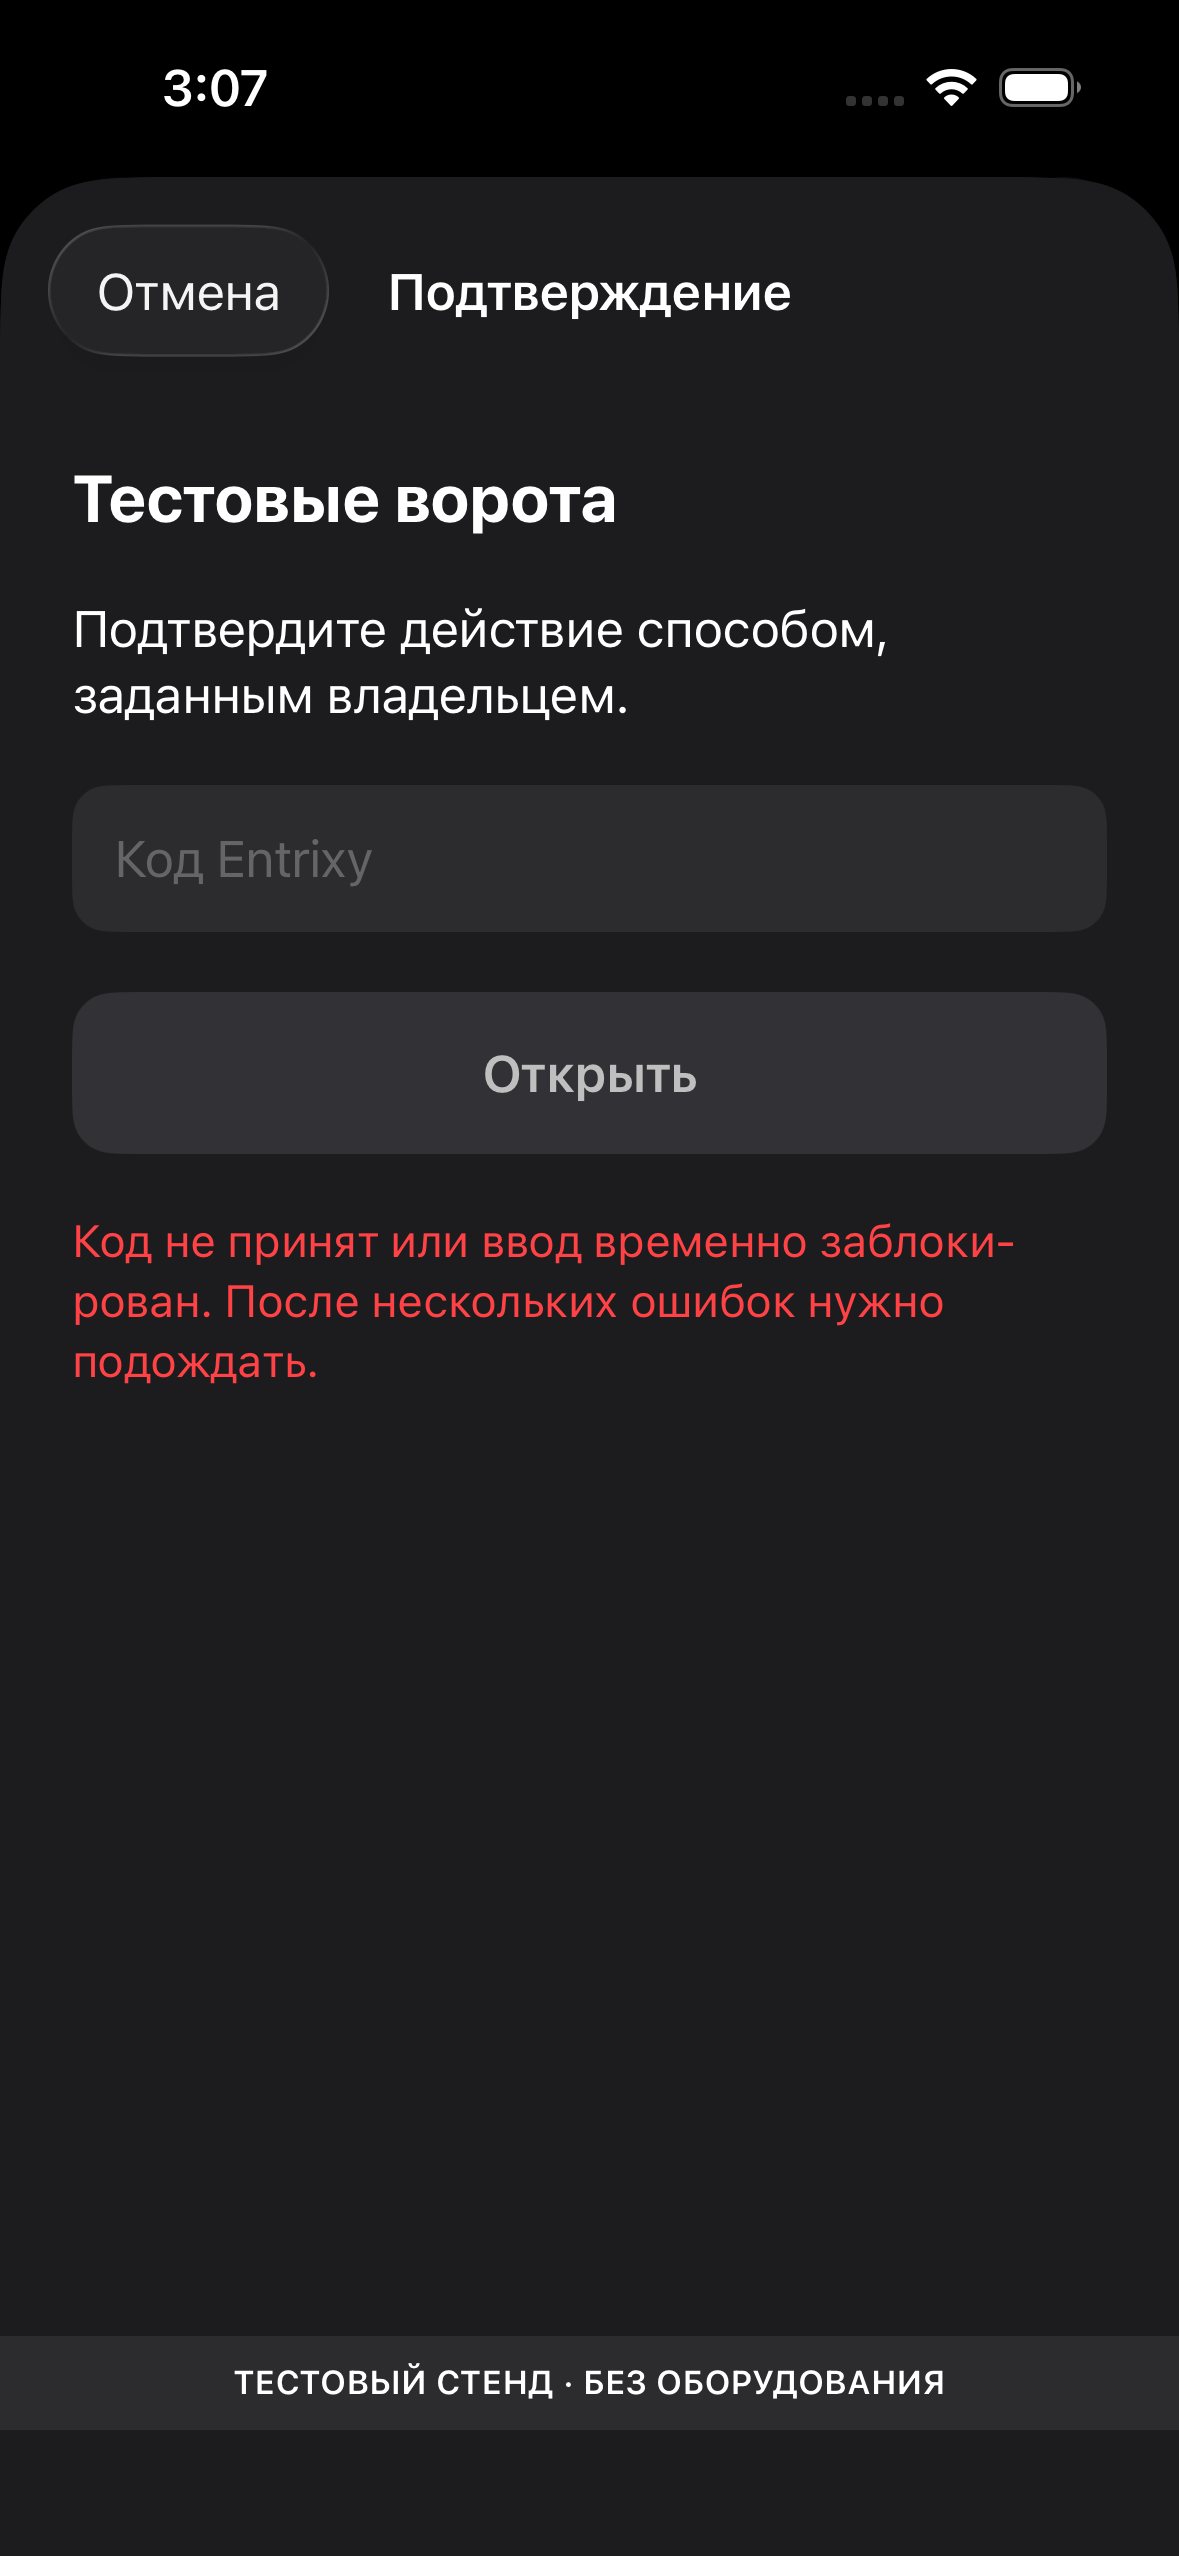 3:07
Отмена
Подтверждение
Тестовые ворота
Подтвердите действие способом,
заданным владельцем.
Код Entrixy
Открыть
Код не принят или ввод временно заблоки-
рован. После нескольких ошибок нужно
подождать.
ТЕСТОВЫЙ СТЕНД · БЕЗ ОБОРУДОВАНИЯ